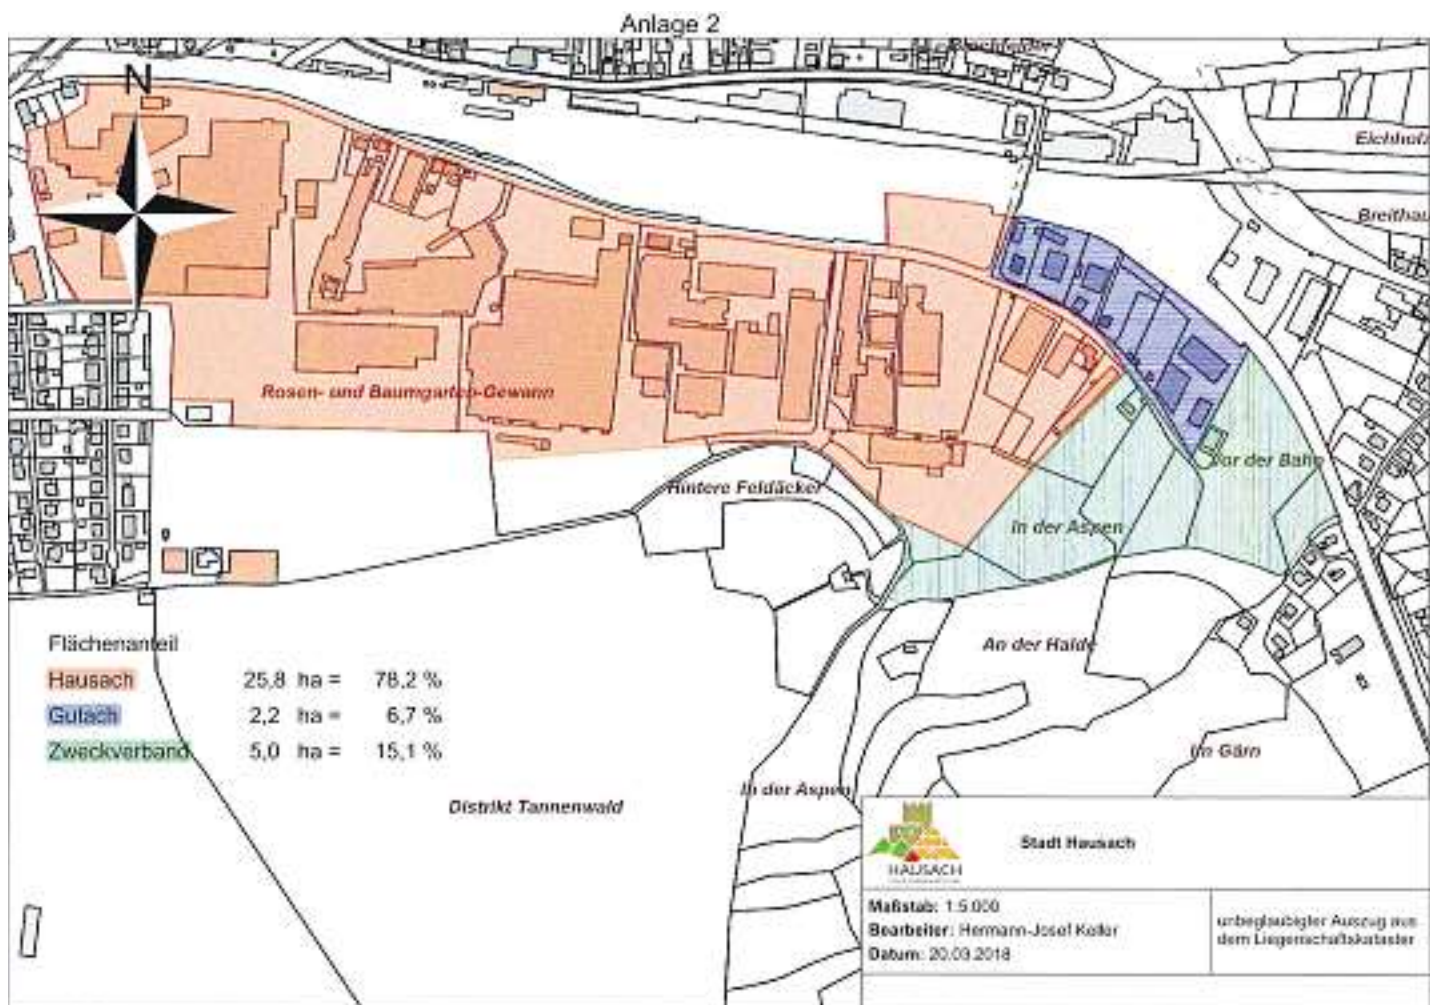 Anlage 2
N
Eichhofä
Breithau
Rosen- und Baumgarten-Gewann
Vor der Bahn
Hintere Feldäcker
In der Aspen
An der Halde
Flächenanteil
Hausach 25,8 ha = 78,2 %
Gutach 2,2 ha = 6,7 %
Zweckverband 5,0 ha = 15,1 %
Im Gärn
In der Aspen
Distrikt Tannenwald
Stadt Hausach
HAUSACH
Maßstab: 1:5.000
Bearbeiter: Hermann-Josef Keller
Datum: 20.03.2018
unbeglaubigter Auszug aus
dem Liegenschaftskataster